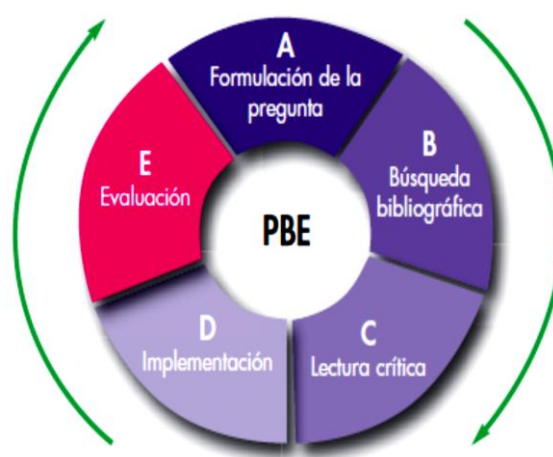 A
Formulación de la
pregunta
B
Búsqueda
bibliográfica
C
Lectura crítica
D
Implementación
E
Evaluación
PBE